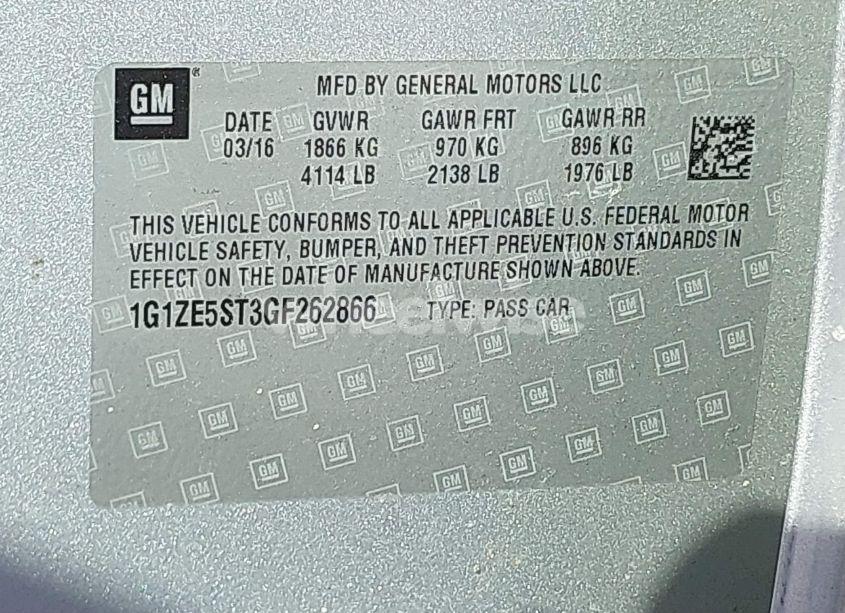 GM ® MFD BY GENERAL MOTORS LLC
DATE GVWR GAWR FRT GAWR RR
03/16 1866 KG 970 KG 896 KG
4114 LB 2138 LB 1976 LB
THIS VEHICLE CONFORMS TO ALL APPLICABLE U.S. FEDERAL MOTOR
VEHICLE SAFETY, BUMPER, AND THEFT PREVENTION STANDARDS IN
EFFECT ON THE DATE OF MANUFACTURE SHOWN ABOVE.
1G1ZE5ST3GF262866 TYPE: PASS CAR